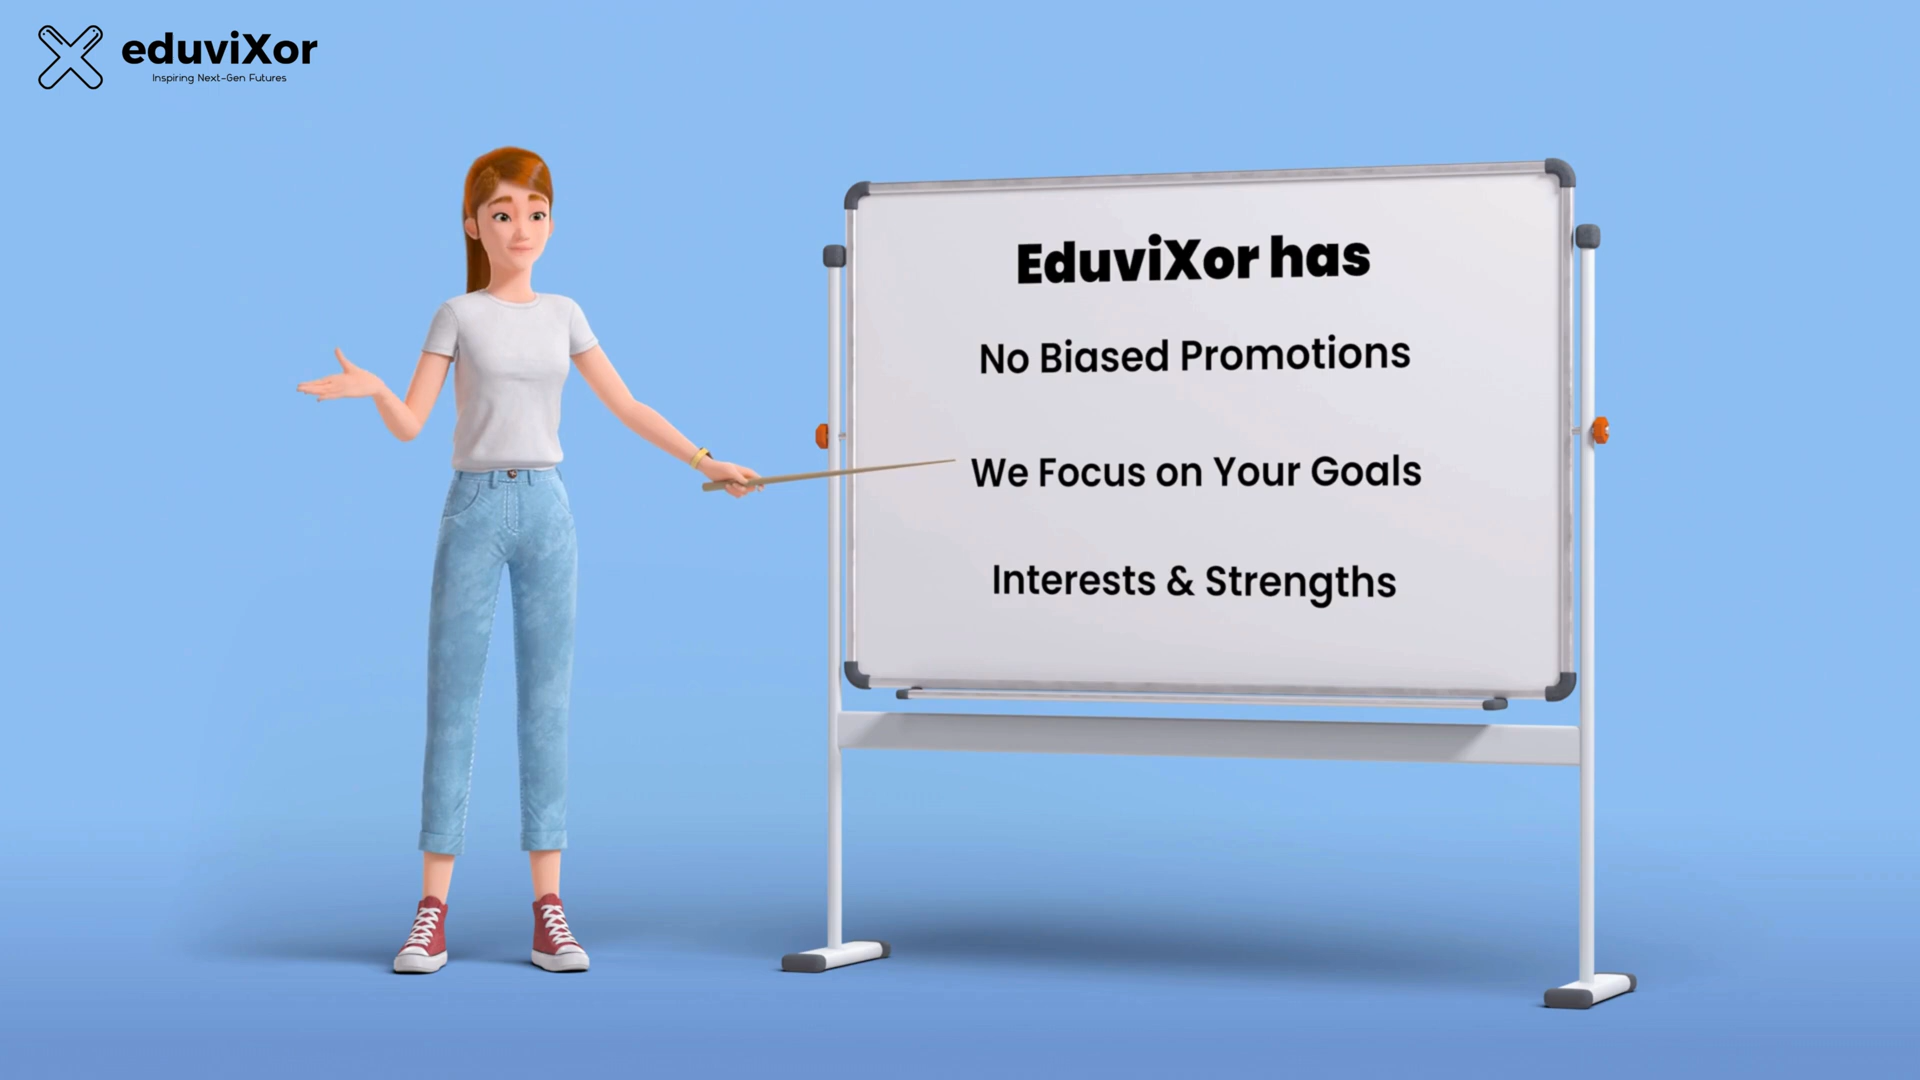 eduviXor
Inspiring Next-Gen Futures
EduviXor has
No Biased Promotions
We Focus on Your Goals
Interests & Strengths